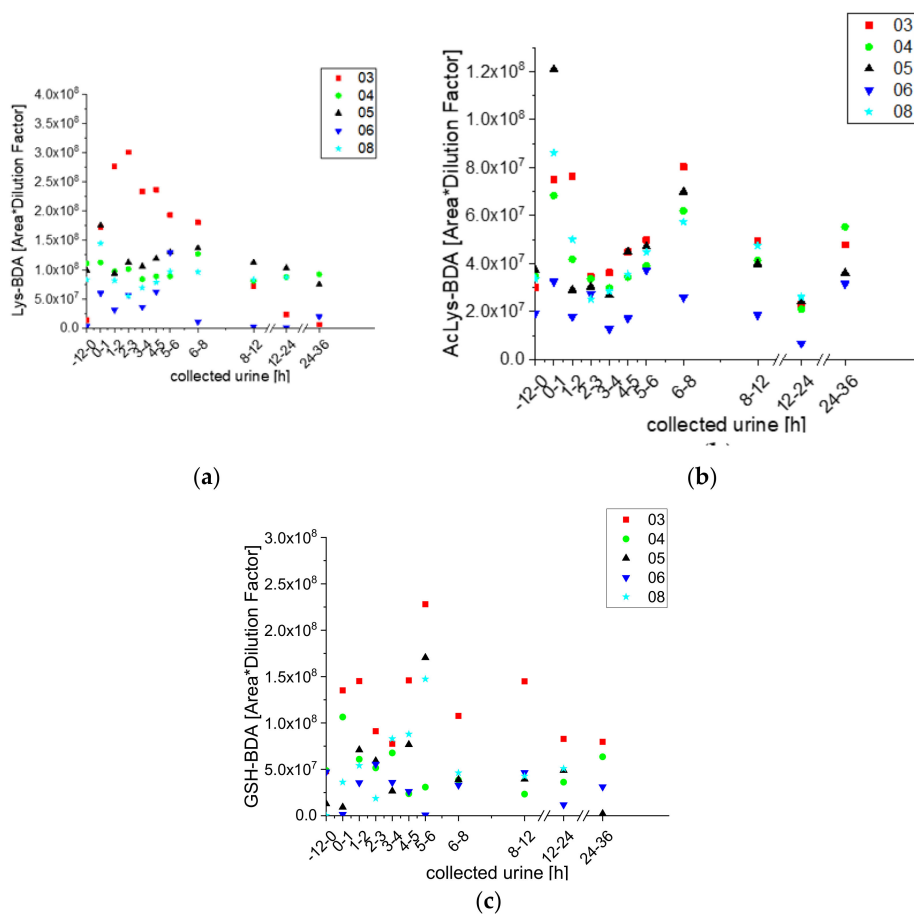 03
04
05
06
08
4.0x10⁸
3.5x10⁸
3.0x10⁸
2.5x10⁸
2.0x10⁸
1.5x10⁸
1.0x10⁸
5.0x10⁷
0.0
Lys-BDA [Area*Dilution Factor]
-12-0
0-1
1-2
2-3
3-4
4-5
5-6
6-8
8-12
12-24
24-36
collected urine [h]
(a)
03
04
05
06
08
1.2x10⁸
8.0x10⁷
6.0x10⁷
4.0x10⁷
2.0x10⁷
0.0
AcLys-BDA [Area*Dilution Factor]
-12-0
0-1
1-2
2-3
3-4
4-5
5-6
6-8
8-12
12-24
24-36
collected urine [h]
(b)
03
04
05
06
08
3.0x10⁸
2.5x10⁸
1.5x10⁸
1.0x10⁸
5.0x10⁷
0.0
GSH-BDA [Area*Dilution Factor]
-12-0
0-1
1-2
2-3
3-4
4-5
5-6
6-8
8-12
12-24
24-36
collected urine [h]
(c)